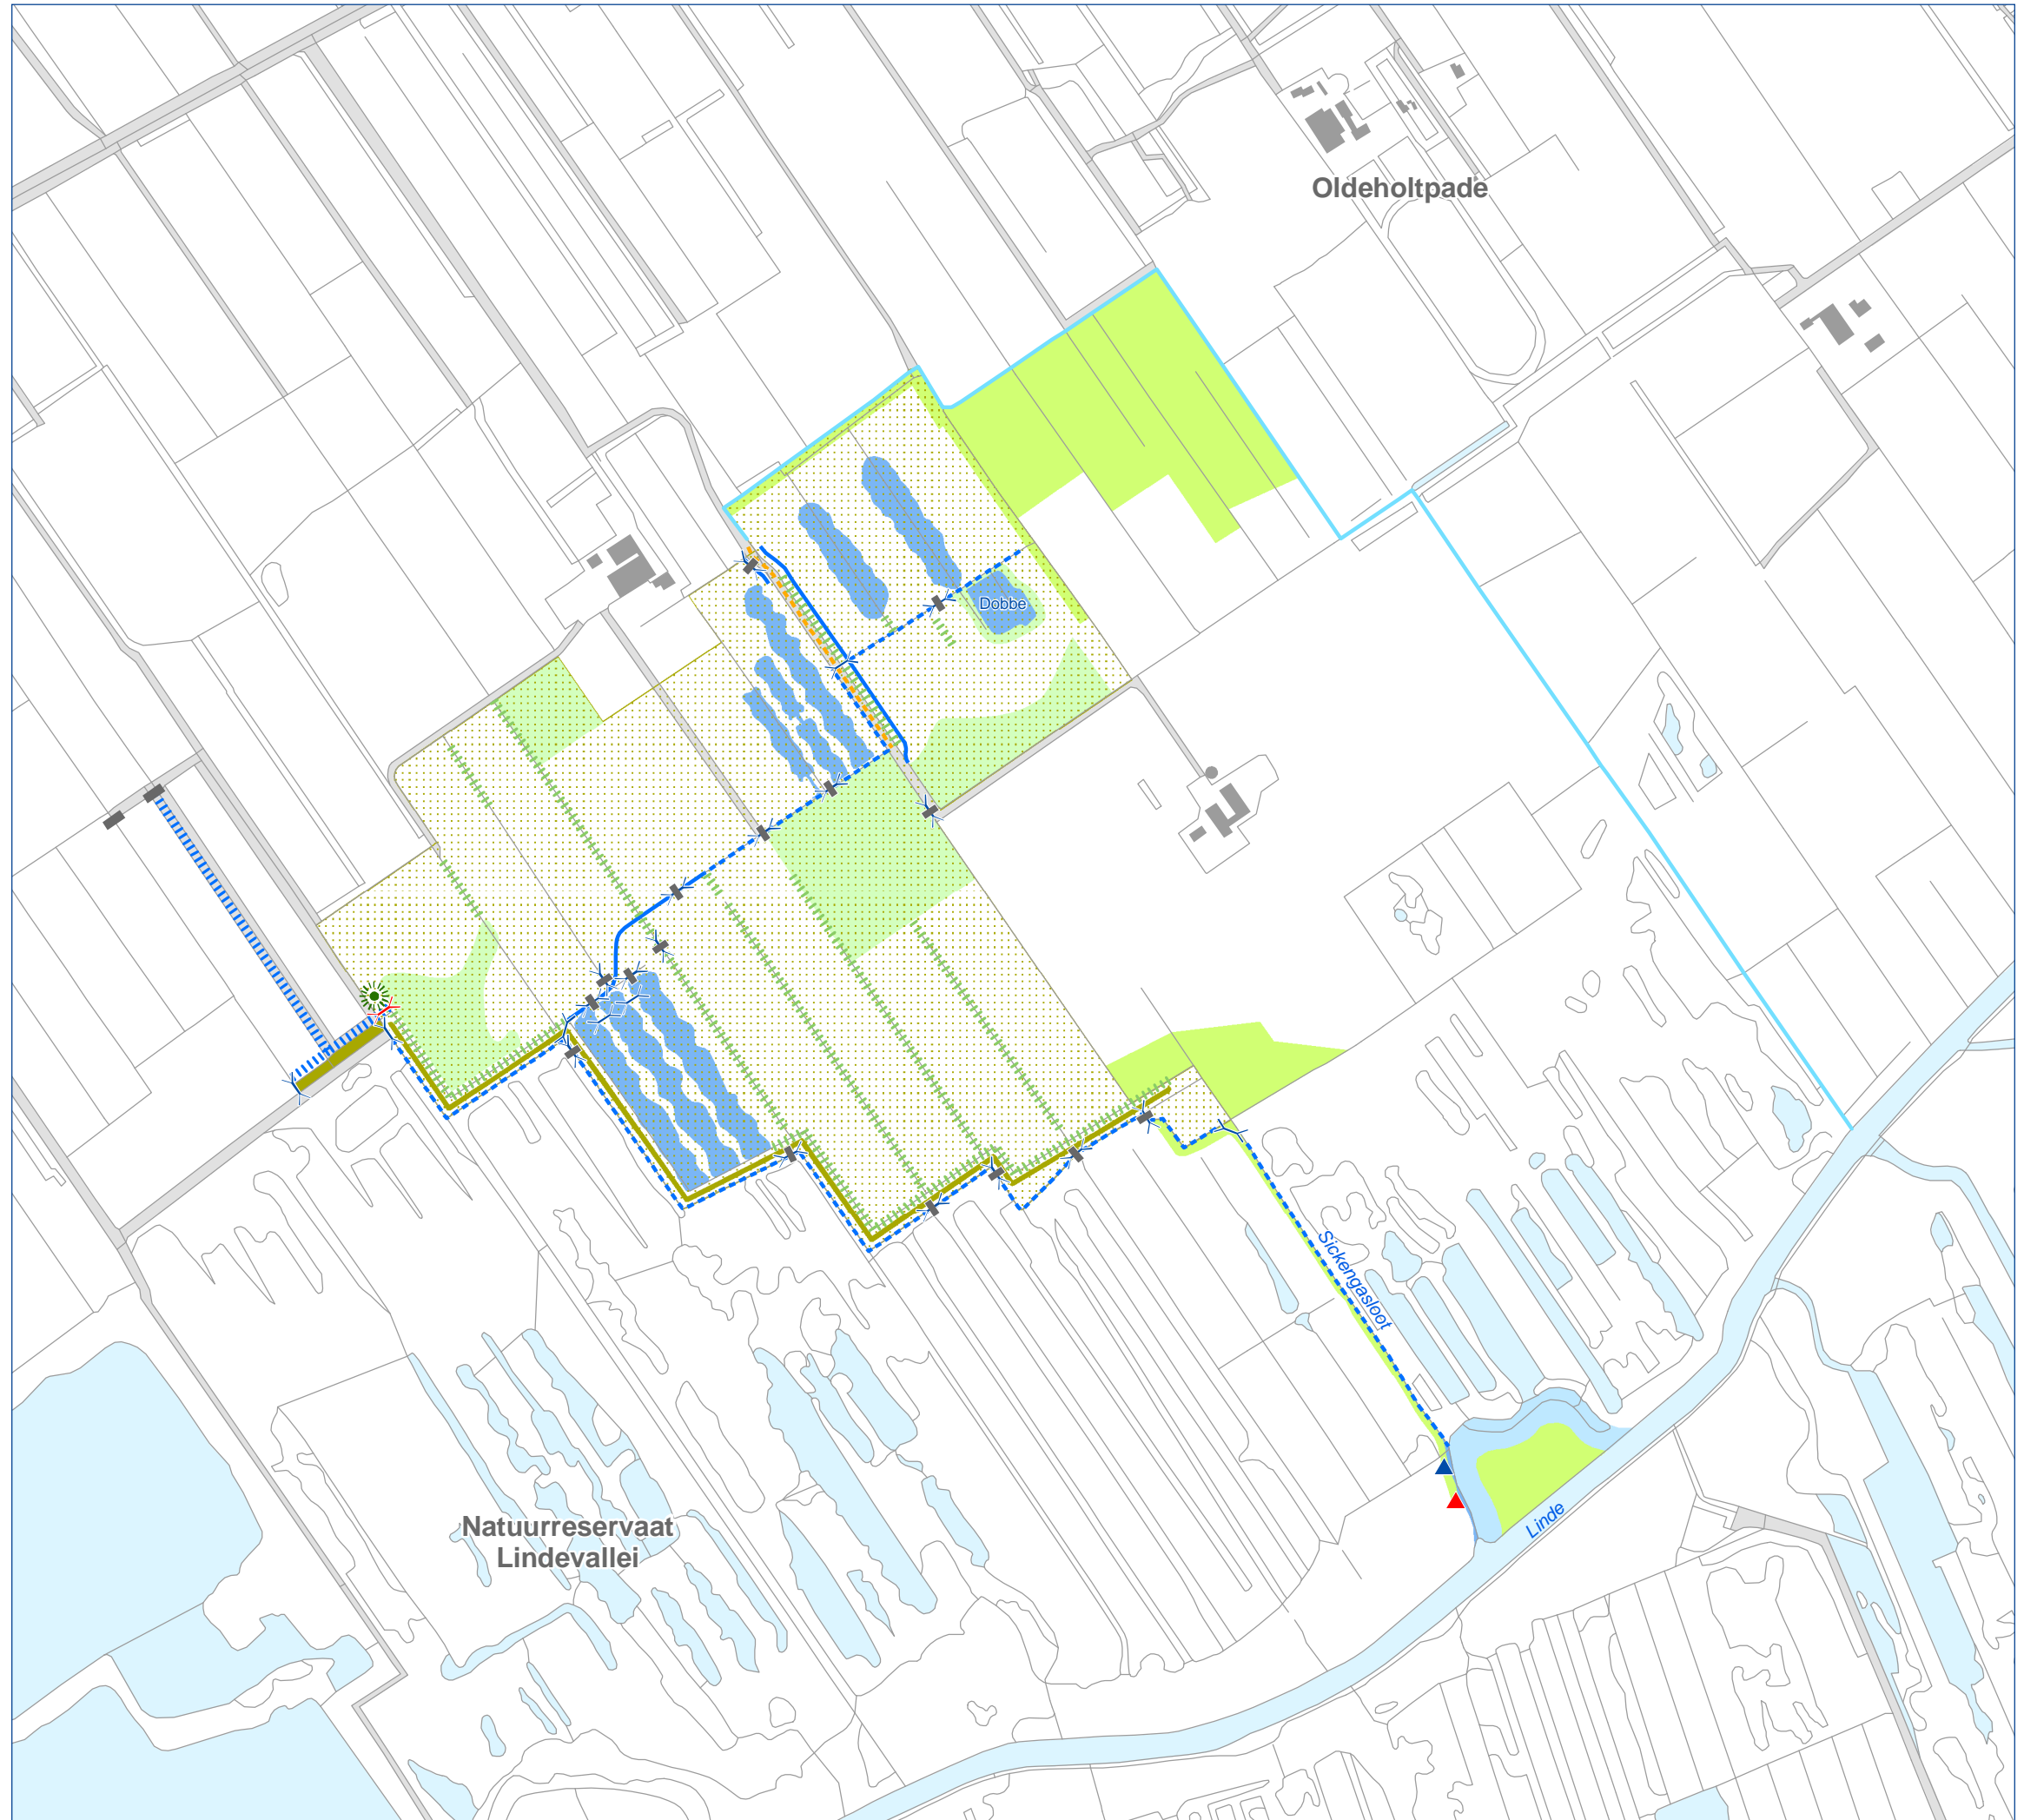 Oldeholtpade
Dobbe
Sickengasloot
Linde
Natuurreservaat
Lindevallei